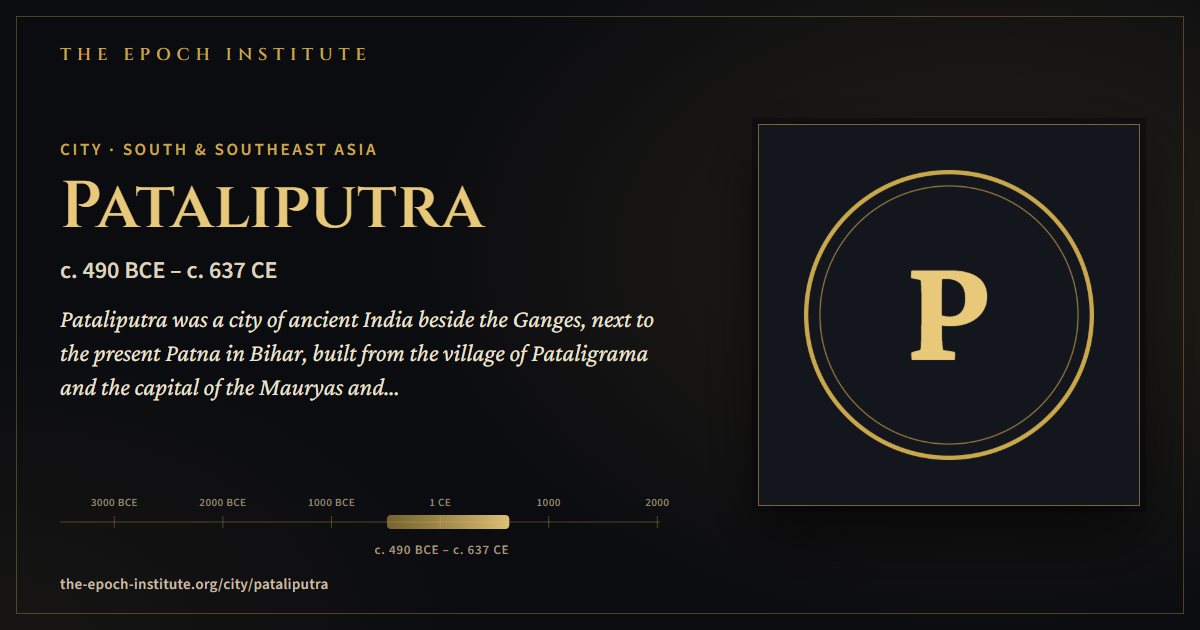 THE EPOCH INSTITUTE
CITY · SOUTH & SOUTHEAST ASIA
PATALIPUTRA
c. 490 BCE – c. 637 CE
Pataliputra was a city of ancient India beside the Ganges, next to
the present Patna in Bihar, built from the village of Pataligrama
and the capital of the Mauryas and...
P
3000 BCE 2000 BCE 1000 BCE 1 CE 1000 2000
c. 490 BCE – c. 637 CE
the-epoch-institute.org/city/pataliputra